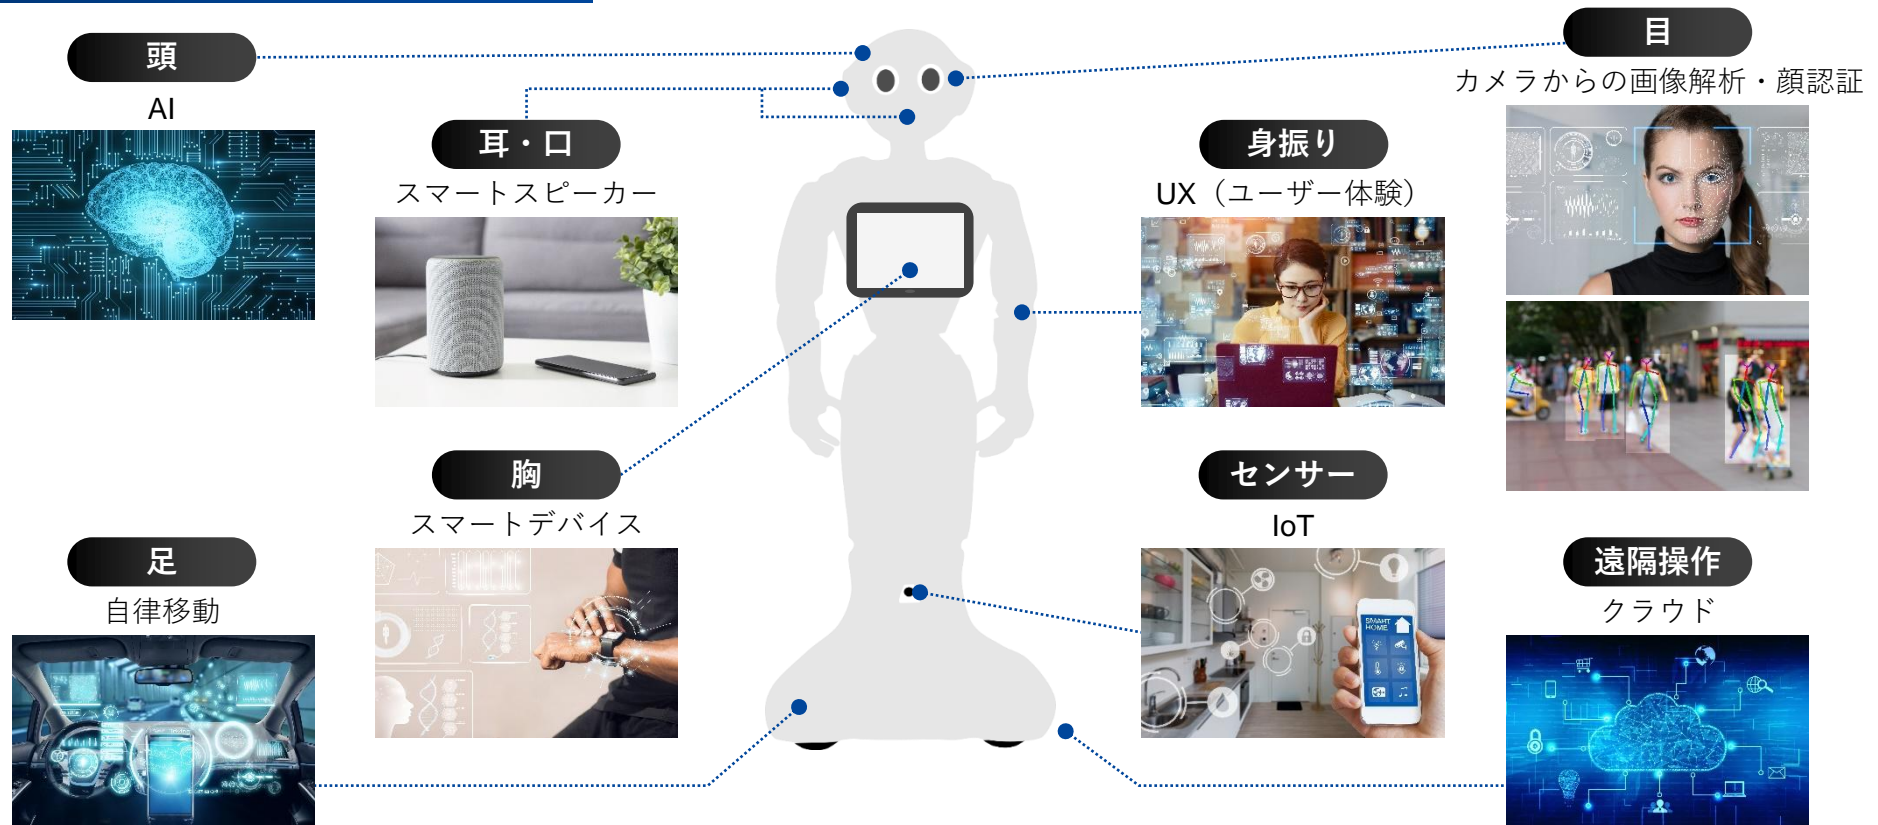 頭
AI
耳・口
スマートスピーカー
胸
スマートデバイス
足
自律移動
目
カメラからの画像解析・顔認証
身振り
UX（ユーザー体験）
センサー
IoT
SMART
HOME
遠隔操作
クラウド